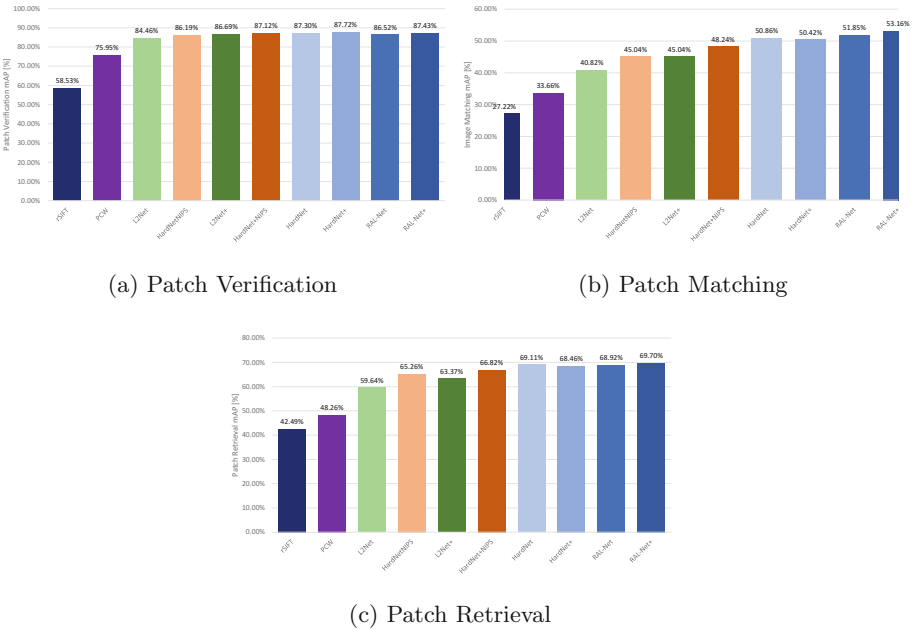 100.00%
90.00%
80.00%
70.00%
60.00%
50.00%
40.00%
30.00%
20.00%
10.00%
0.00%
Patch Verification mAP [%]
58.53%
75.95%
84.46%
86.19%
86.69%
87.12%
87.30%
87.72%
86.52%
87.43%
rSIFT
PCW
L2Net
HardNetNIPS
L2Net+
HardNet+NIPS
HardNet
HardNet+
RAL-Net
RAL-Net+
(a) Patch Verification
60.00%
50.00%
40.00%
30.00%
20.00%
10.00%
0.00%
Image Matching mAP [%]
27.22%
33.66%
40.82%
45.04%
45.04%
48.24%
50.86%
50.42%
51.85%
53.16%
rSIFT
PCW
L2Net
HardNetNIPS
L2Net+
HardNet+NIPS
HardNet
HardNet+
RAL-Net
RAL-Net+
(b) Patch Matching
80.00%
70.00%
60.00%
50.00%
40.00%
30.00%
20.00%
10.00%
0.00%
Patch Retrieval mAP [%]
42.49%
48.26%
59.64%
65.26%
63.37%
66.82%
69.11%
68.46%
68.92%
69.70%
rSIFT
PCW
L2Net
HardNetNIPS
L2Net+
HardNet+NIPS
HardNet
HardNet+
RAL-Net
RAL-Net+
(c) Patch Retrieval